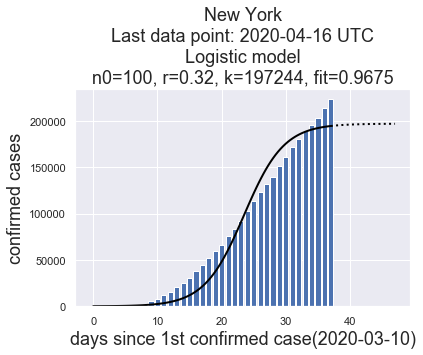 New York
Last data point: 2020-04-16 UTC
Logistic model
n0=100, r=0.32, k=197244, fit=0.9675
confirmed cases
200000
150000
100000
50000
0
0 10 20 30 40
days since 1st confirmed case(2020-03-10)